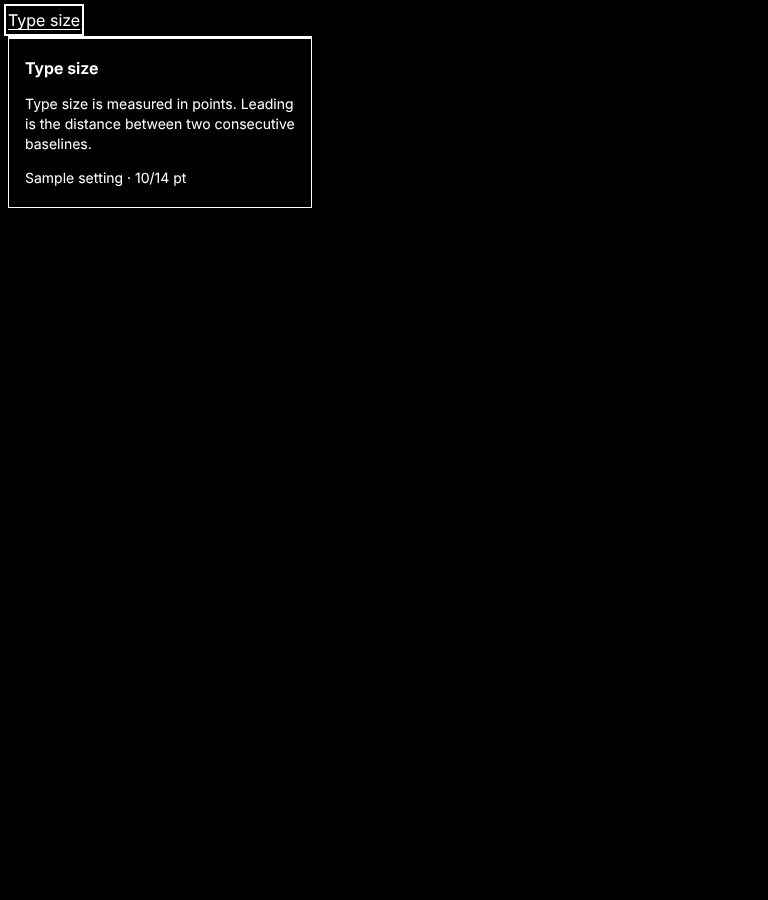 Type size
Type size
Type size is measured in points. Leading
is the distance between two consecutive
baselines.
Sample setting · 10/14 pt